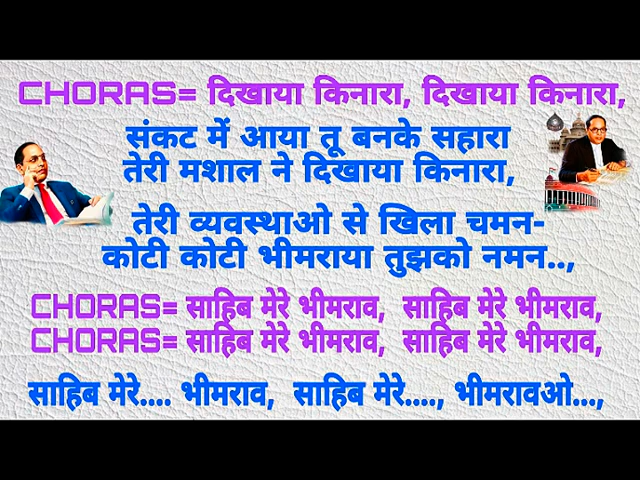 CHORAS= दिखाया किनारा, दिखाया किनारा,
संकट में आया तू बनके सहारा
तेरी मशाल ने दिखाया किनारा,
तेरी व्यवस्थाओ से खिला चमन-
कोटी कोटी भीमराया तुझको नमन..,
CHORAS= साहिब मेरे भीमराव, साहिब मेरे भीमराव,
CHORAS= साहिब मेरे भीमराव, साहिब मेरे भीमराव,
साहिब मेरे.... भीमराव, साहिब मेरे...., भीमरावओ...,